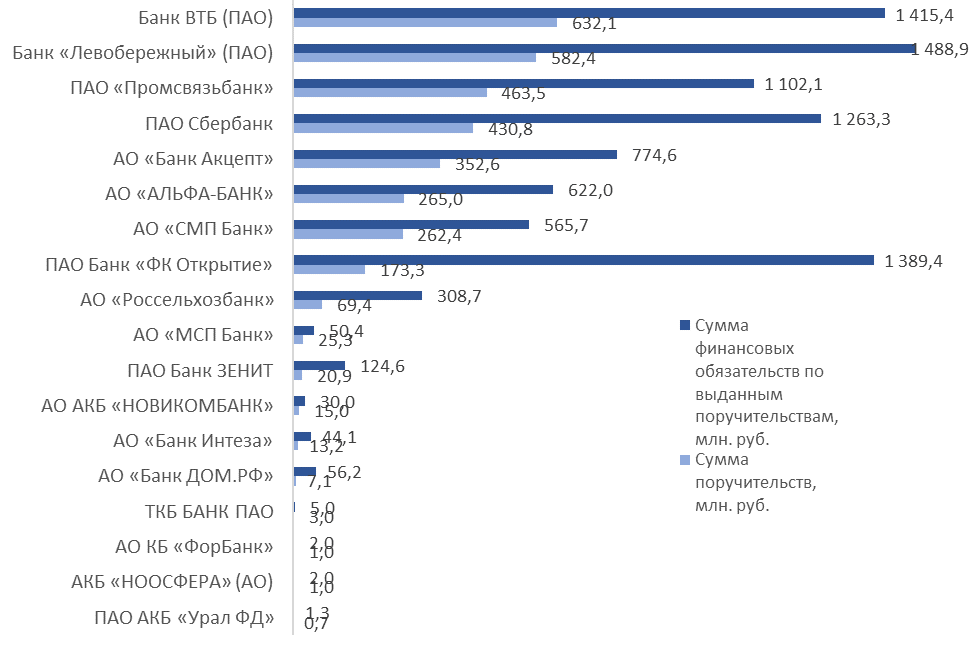 Банк ВТБ (ПАО)
1 415,4
632,1
Банк «Левобережный» (ПАО)
1 488,9
582,4
ПАО «Промсвязьбанк»
1 102,1
463,5
ПАО Сбербанк
1 263,3
430,8
АО «Банк Акцепт»
774,6
352,6
АО «АЛЬФА-БАНК»
622,0
265,0
АО «СМП Банк»
565,7
262,4
ПАО Банк «ФК Открытие»
1 389,4
173,3
АО «Россельхозбанк»
308,7
69,4
АО «МСП Банк»
50,4
25,3
ПАО Банк ЗЕНИТ
124,6
20,9
АО АКБ «НОВИКОМБАНК»
30,0
15,0
АО «Банк Интеза»
44,1
13,2
АО «Банк ДОМ.РФ»
56,2
7,1
ТКБ БАНК ПАО
5,0
3,0
АО КБ «ФорБанк»
2,0
1,0
АКБ «НООСФЕРА» (АО)
2,0
1,0
ПАО АКБ «Урал ФД»
1,3
0,7
Сумма
финансовых
обязательств по
выданным
поручительствам,
млн. руб.
Сумма
поручительств,
млн. руб.